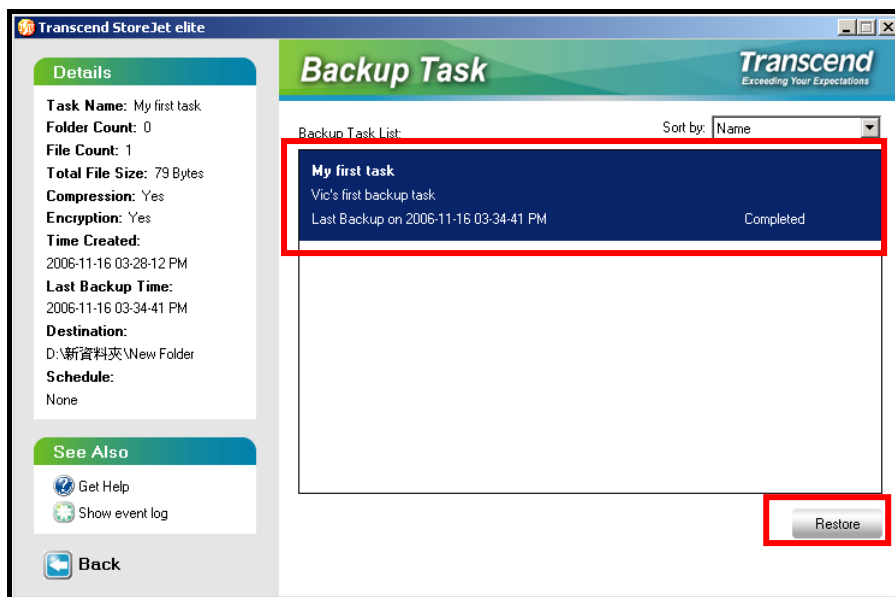 Transcend StoreJet elite
Details
Task Name: My first task
Folder Count: 0
File Count: 1
Total File Size: 79 Bytes
Compression: Yes
Encryption: Yes
Time Created:
2006-11-16 03-28-12 PM
Last Backup Time:
2006-11-16 03-34-41 PM
Destination:
D:\新資料夾\New Folder
Schedule:
None
See Also
Get Help
Show event log
Back
Backup Task
Transcend
Exceeding Your Expectations
Backup Task List:
Sort by: Name
My first task
Vic's first backup task
Last Backup on 2006-11-16 03-34-41 PM Completed
Restore